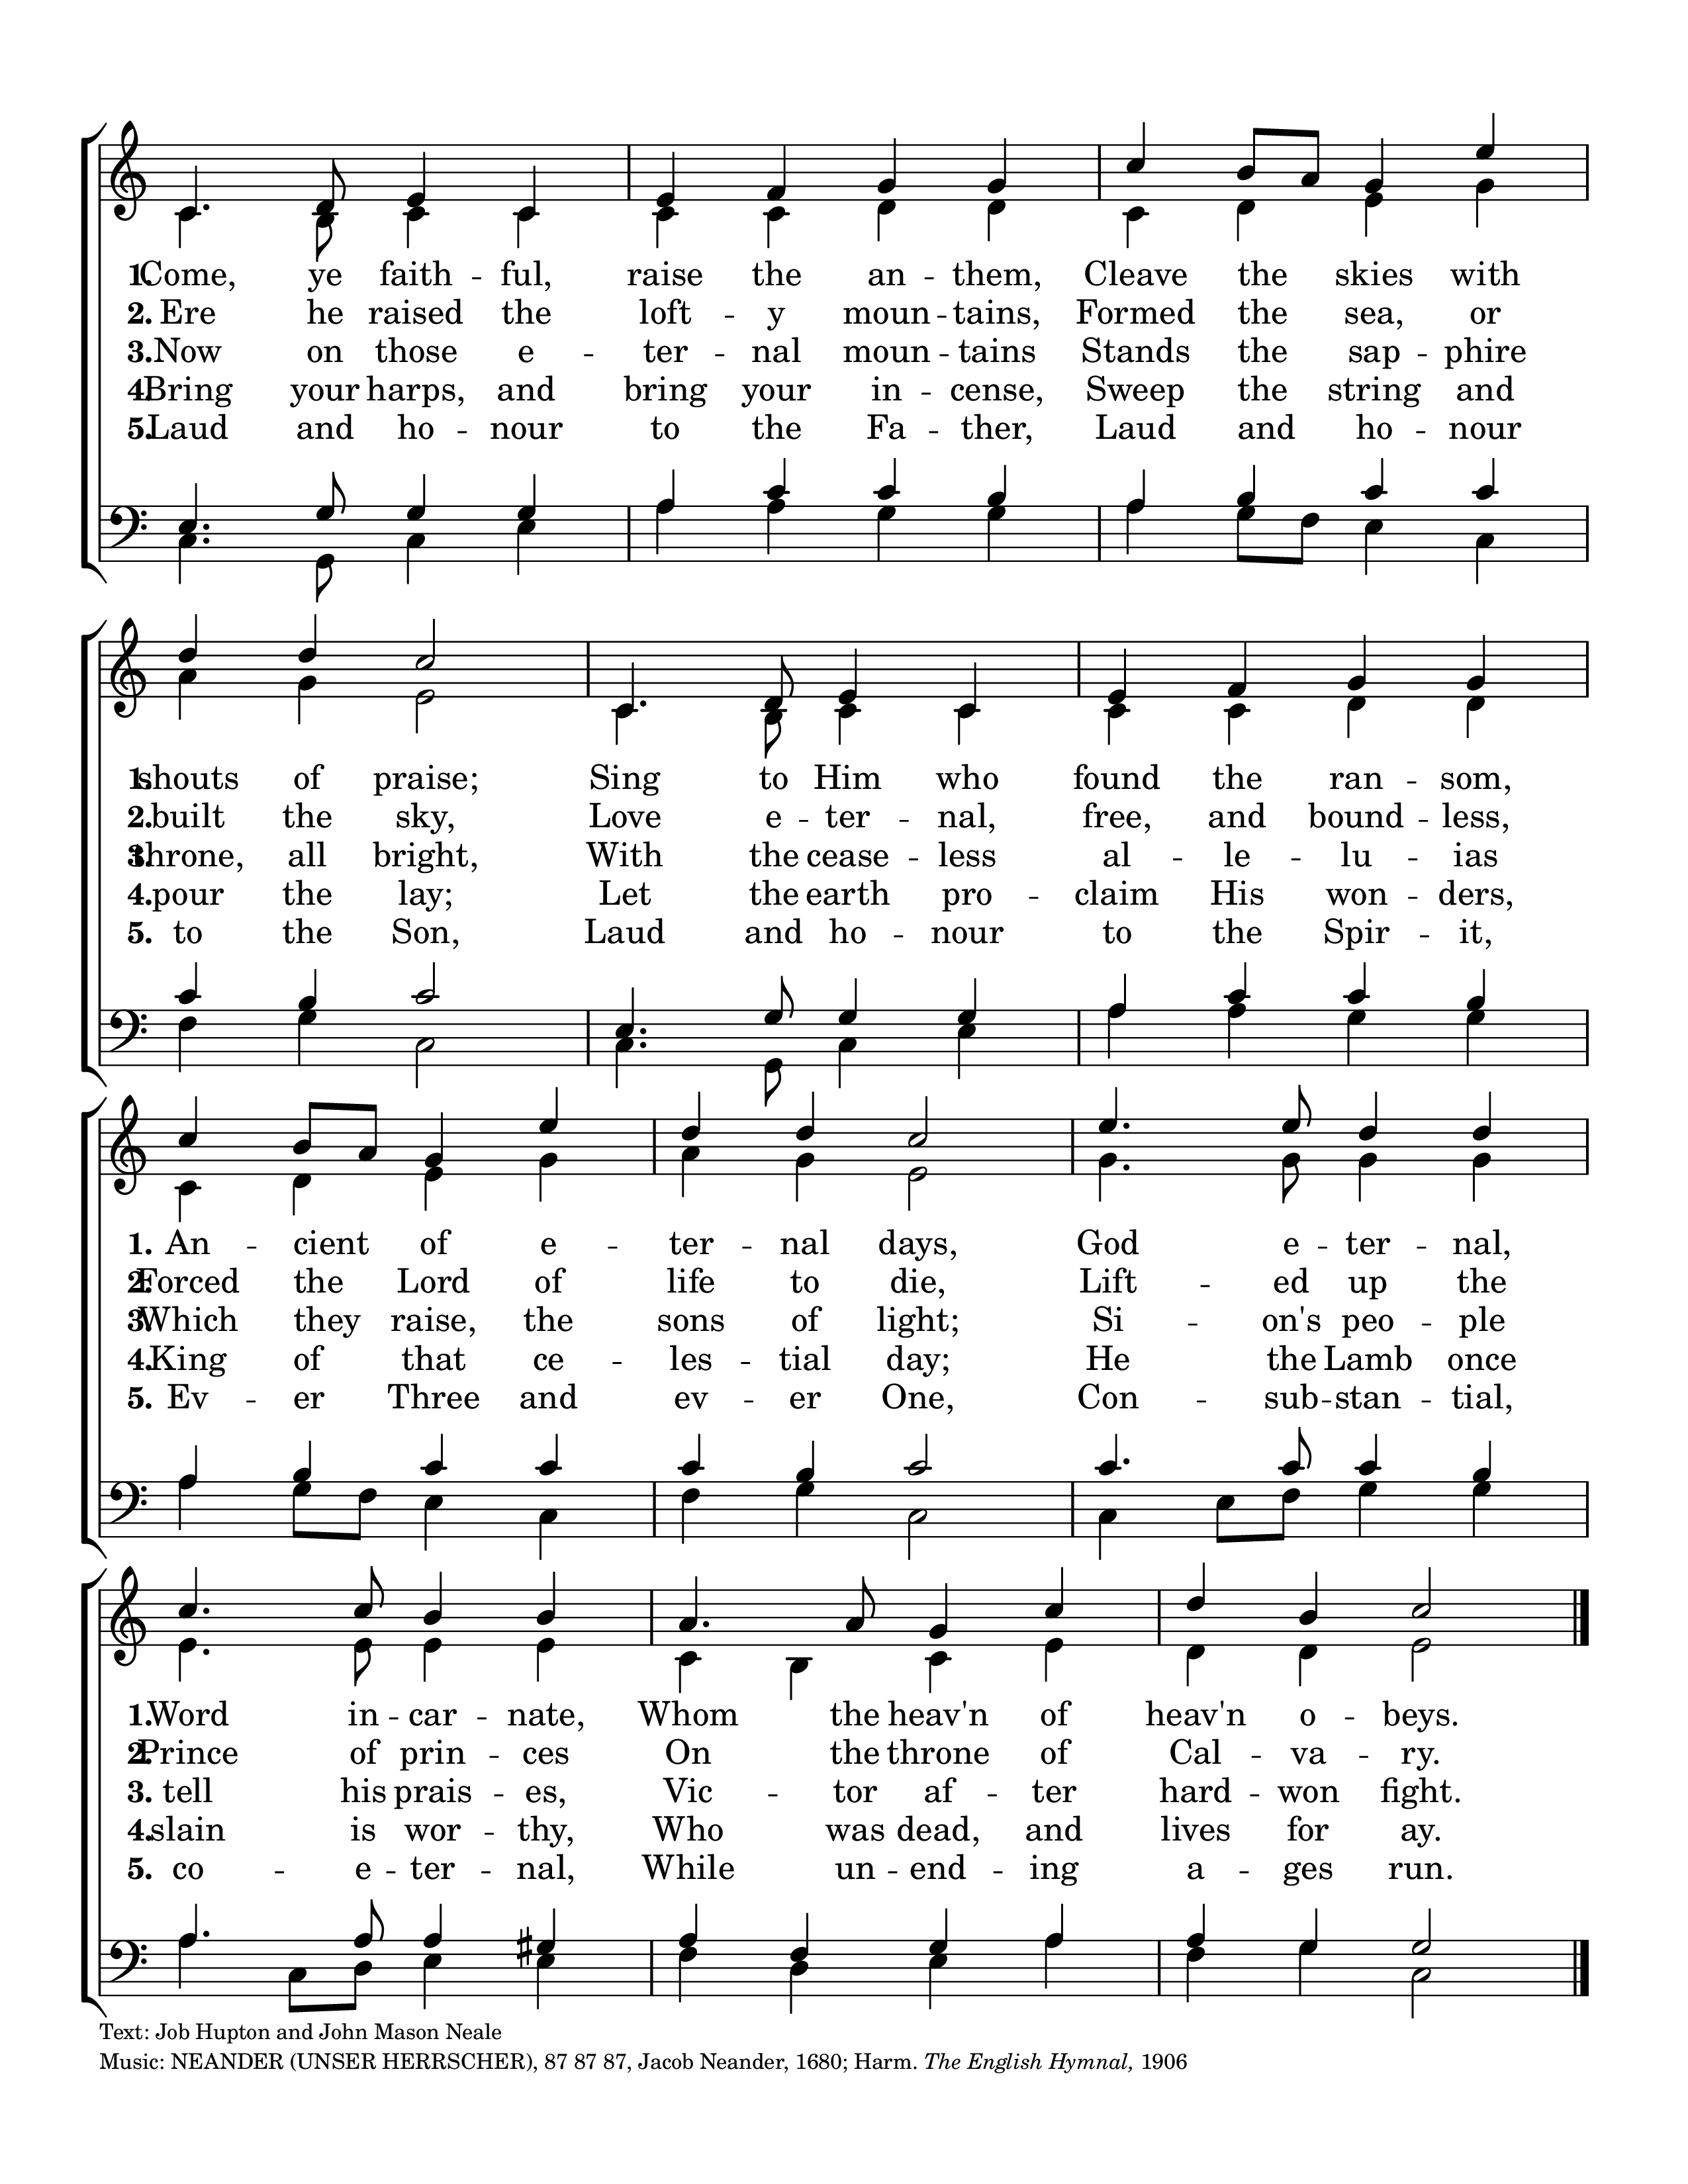 1. Come, ye faith -- ful, raise the an -- them, Cleave the skies with
2. Ere he raised the loft -- y moun -- tains, Formed the sea, or
3. Now on those e -- ter -- nal moun -- tains Stands the sap -- phire
4. Bring your harps, and bring your in -- cense, Sweep the string and
5. Laud and ho -- nour to the Fa -- ther, Laud and ho -- nour
1. shouts of praise; Sing to Him who found the ran -- som,
2. built the sky, Love e -- ter -- nal, free, and bound -- less,
3. throne, all bright, With the cease -- less al -- le -- lu -- ias
4. pour the lay; Let the earth pro -- claim His won -- ders,
5. to the Son, Laud and ho -- nour to the Spir -- it,
1. An -- cient of e -- ter -- nal days, God e -- ter -- nal,
2. Forced the Lord of life to die, Lift -- ed up the
3. Which they raise, the sons of light; Si -- on's peo -- ple
4. King of that ce -- les -- tial day; He the Lamb once
5. Ev -- er Three and ev -- er One, Con -- sub -- stan -- tial,
1. Word in -- car -- nate, Whom the heav'n of heav'n o -- beys.
2. Prince of prin -- ces On the throne of Cal -- va -- ry.
3. tell his prais -- es, Vic -- tor af -- ter hard -- won fight.
4. slain is wor -- thy, Who was dead, and lives for ay.
5. co -- e -- ter -- nal, While un -- end -- ing a -- ges run.
Text: Job Hupton and John Mason Neale
Music: NEANDER (UNSER HERRSCHER), 87 87 87, Jacob Neander, 1680; Harm. The English Hymnal, 1906